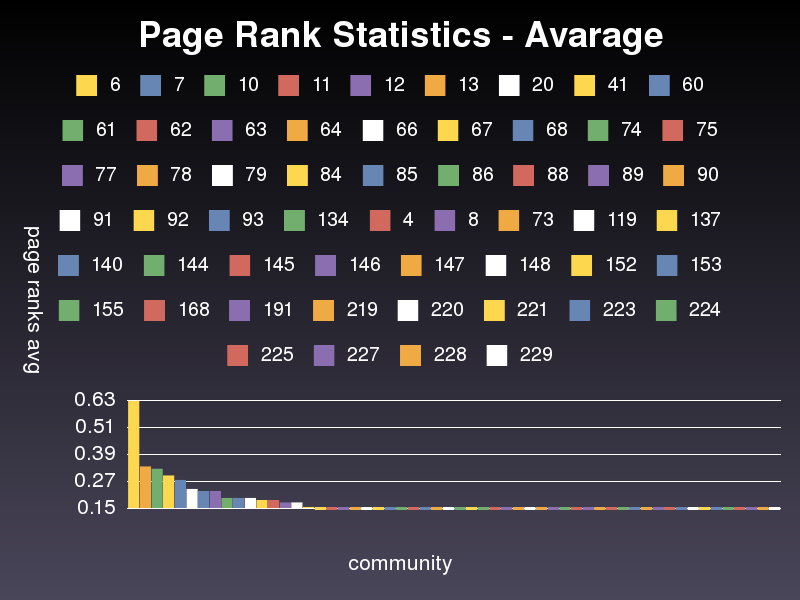 Page Rank Statistics - Avarage
6 7 10 11 12 13 20 41 60
61 62 63 64 66 67 68 74 75
77 78 79 84 85 86 88 89 90
91 92 93 134 4 8 73 119 137
140 144 145 146 147 148 152 153
155 168 191 219 220 221 223 224
225 227 228 229
page ranks avg
0.63
0.51
0.39
0.27
0.15
community